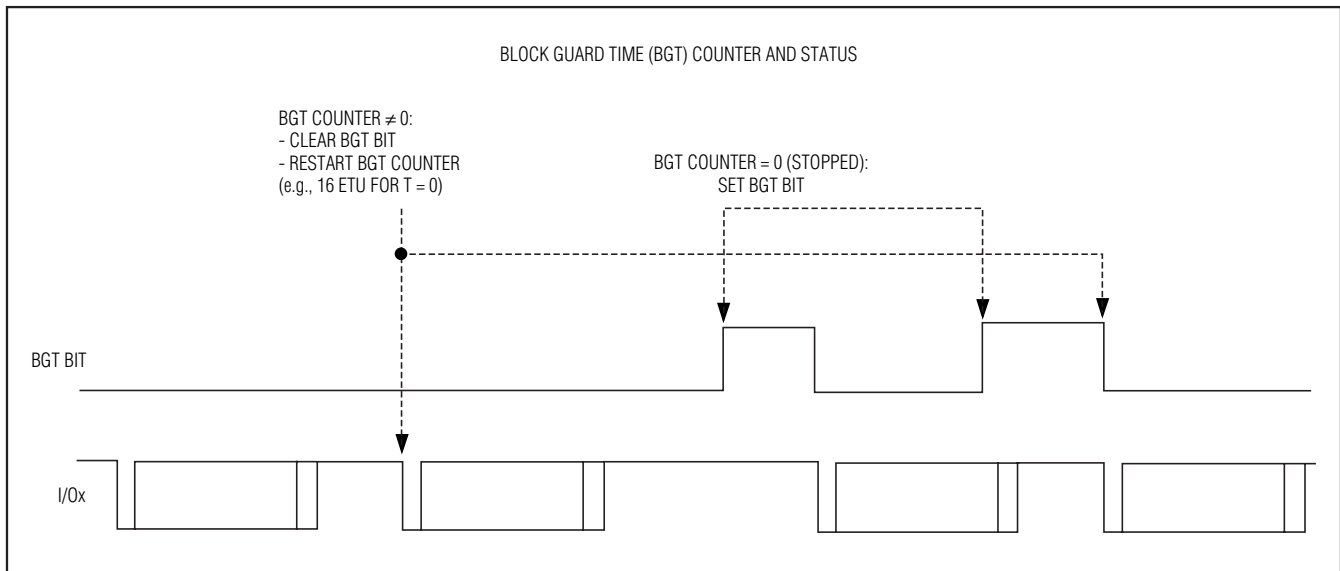 BLOCK GUARD TIME (BGT) COUNTER AND STATUS
BGT COUNTER ≠ 0:
- CLEAR BGT BIT
- RESTART BGT COUNTER
(e.g., 16 ETU FOR T = 0)
BGT COUNTER = 0 (STOPPED):
SET BGT BIT
BGT BIT
I/Ox